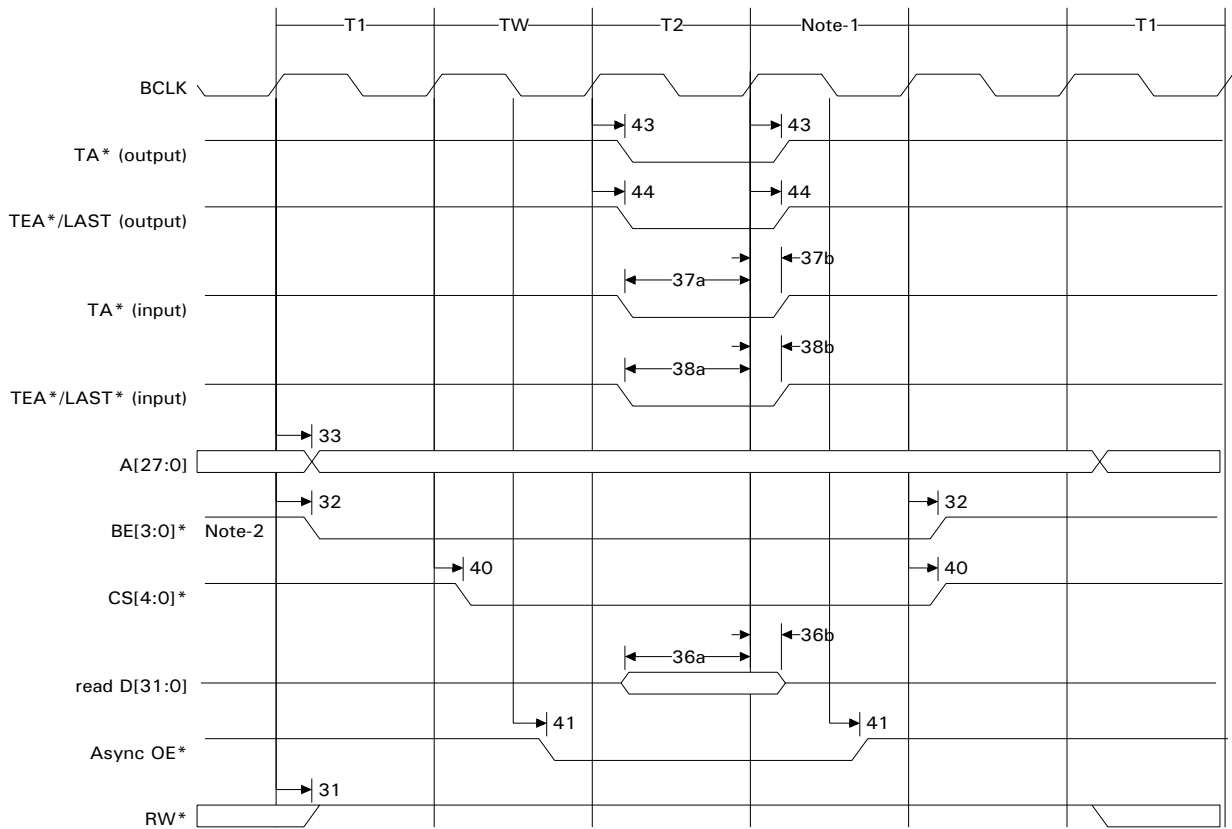 T1 TW T2 Note-1 T1
BCLK
43 43
TA* (output)
44 44
TEA*/LAST (output)
37b
37a
TA* (input)
38b
38a
TEA*/LAST* (input)
33
A[27:0]
32 32
BE[3:0]* Note-2
40 40
CS[4:0]*
36b
36a
read D[31:0]
41 41
Async OE*
31
RW*